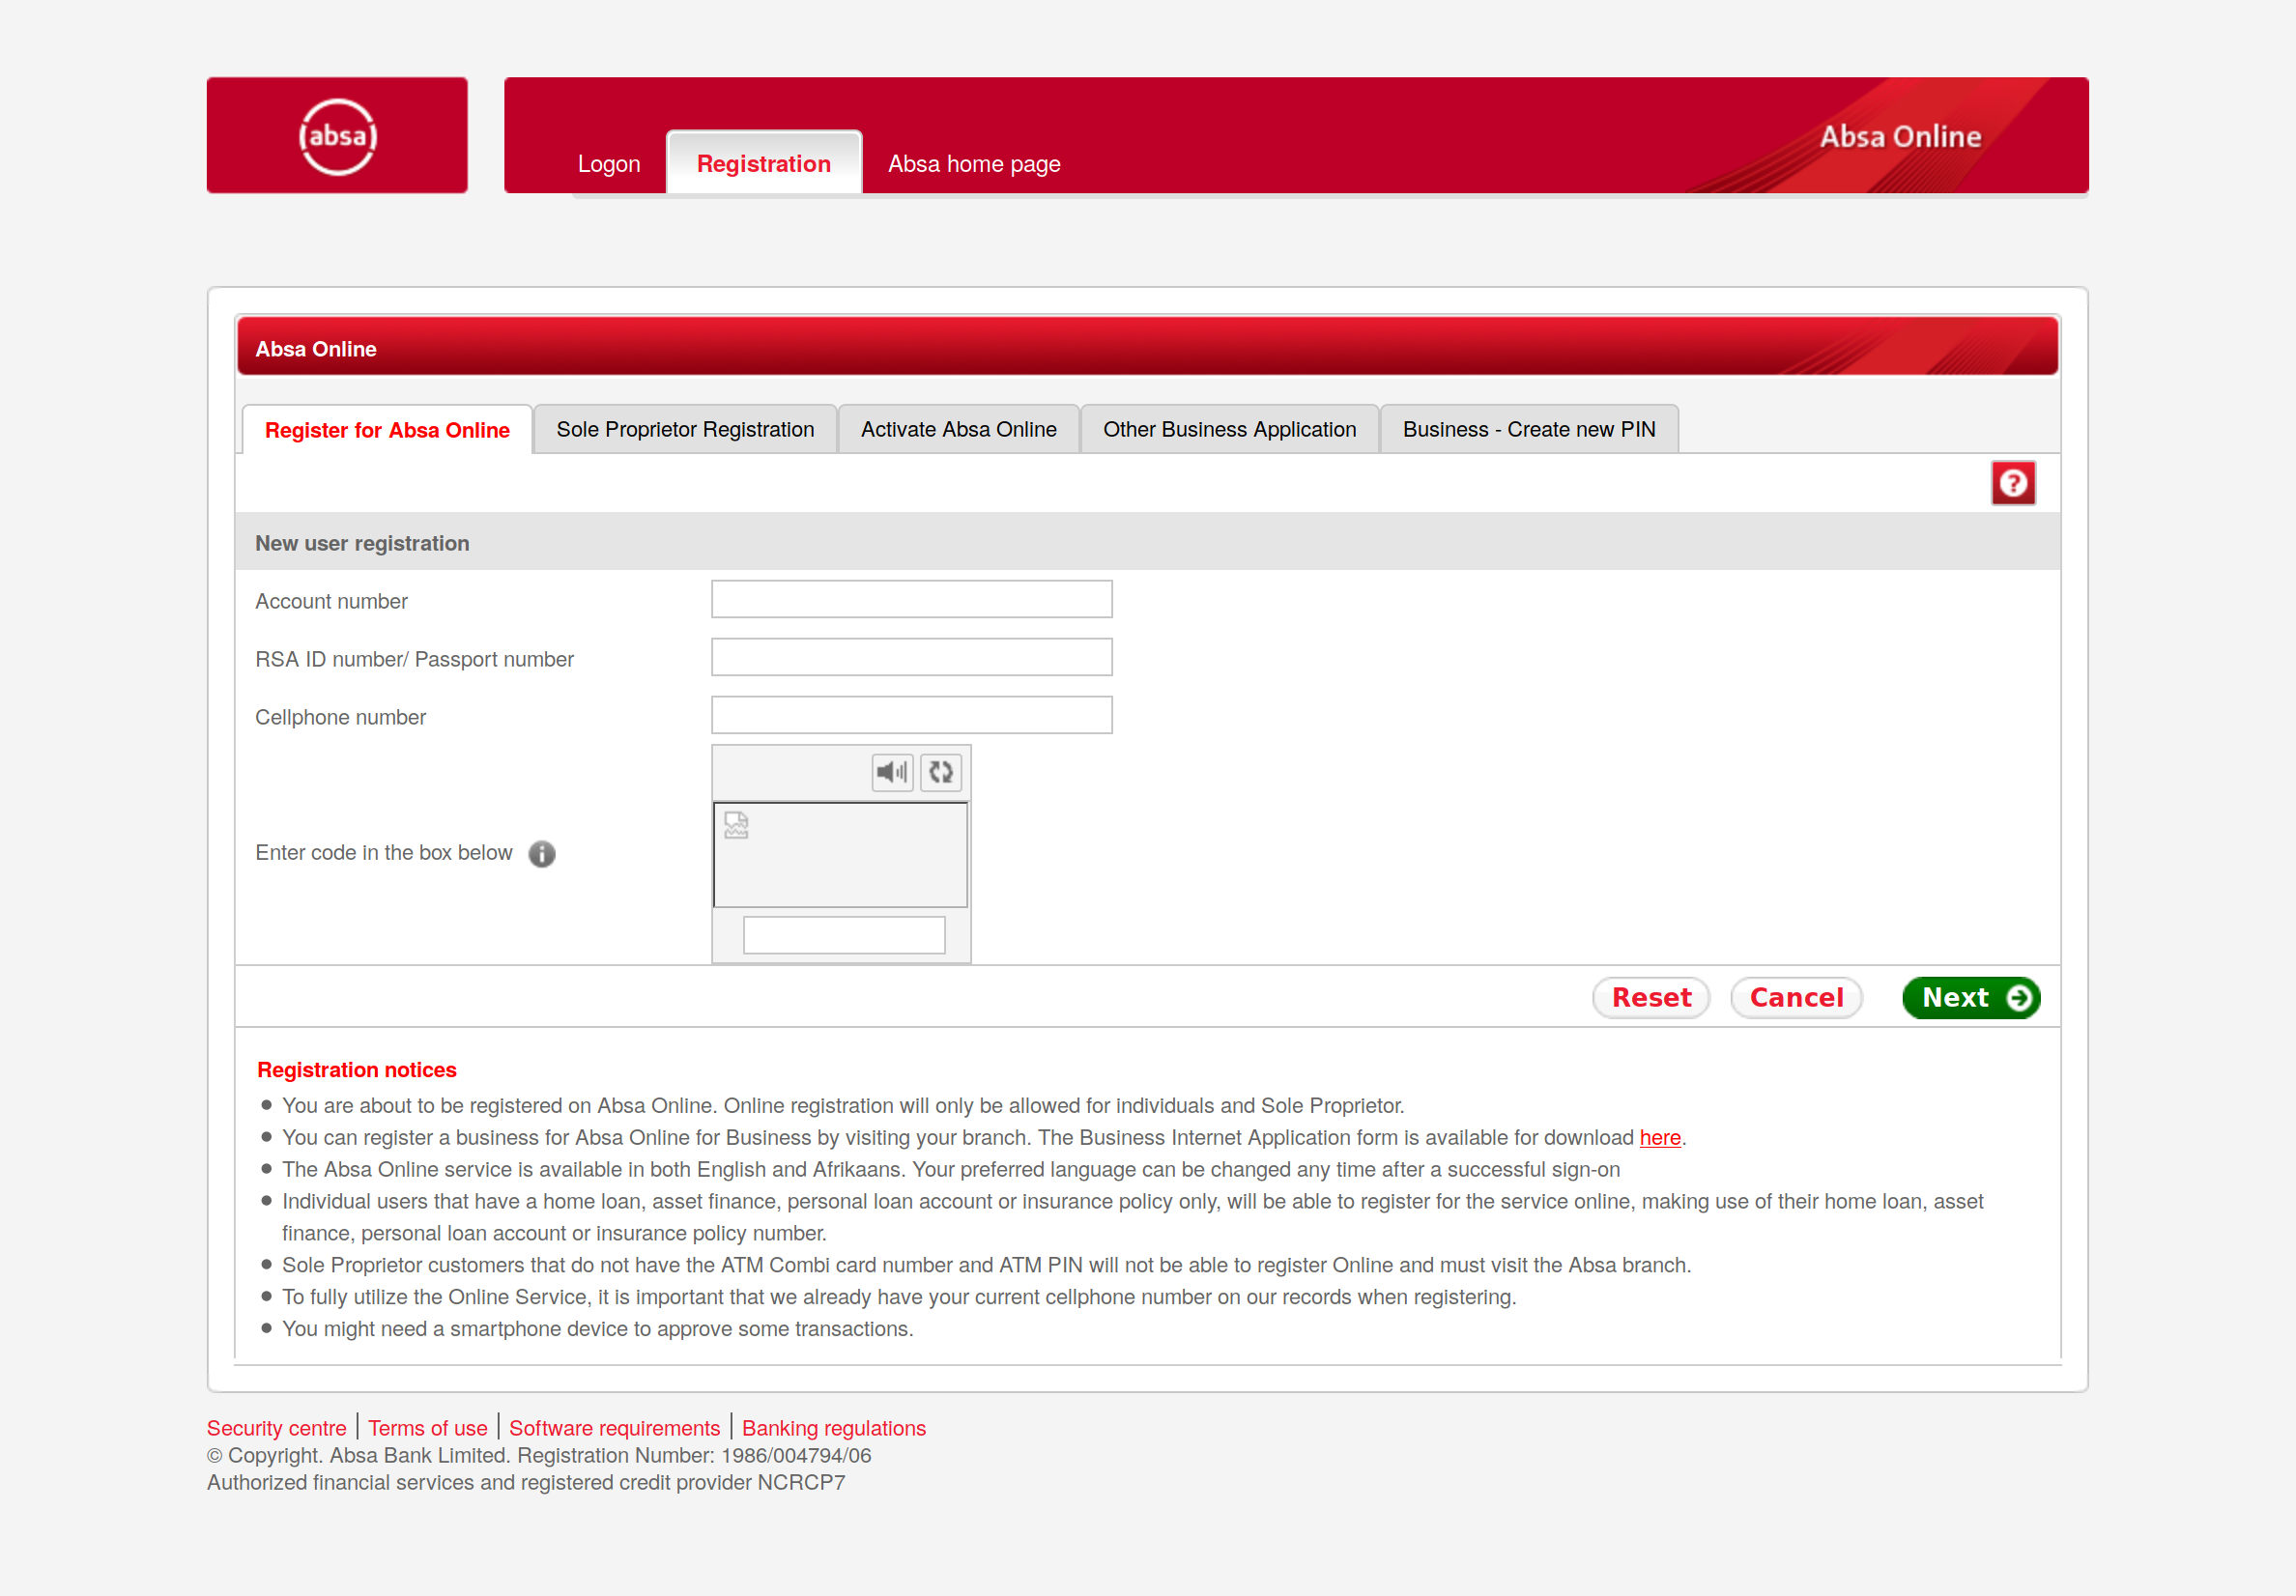 absa
Logon
Registration
Absa home page
Absa Online
Absa Online
Register for Absa Online
Sole Proprietor Registration
Activate Absa Online
Other Business Application
Business - Create new PIN
?
New user registration
Account number
RSA ID number/ Passport number
Cellphone number
Enter code in the box below
i
Reset
Cancel
Next
Registration notices
You are about to be registered on Absa Online. Online registration will only be allowed for individuals and Sole Proprietor.
You can register a business for Absa Online for Business by visiting your branch. The Business Internet Application form is available for download here.
The Absa Online service is available in both English and Afrikaans. Your preferred language can be changed any time after a successful sign-on
Individual users that have a home loan, asset finance, personal loan account or insurance policy only, will be able to register for the service online, making use of their home loan, asset
finance, personal loan account or insurance policy number.
Sole Proprietor customers that do not have the ATM Combi card number and ATM PIN will not be able to register Online and must visit the Absa branch.
To fully utilize the Online Service, it is important that we already have your current cellphone number on our records when registering.
You might need a smartphone device to approve some transactions.
Security centre | Terms of use | Software requirements | Banking regulations
© Copyright. Absa Bank Limited. Registration Number: 1986/004794/06
Authorized financial services and registered credit provider NCRCP7